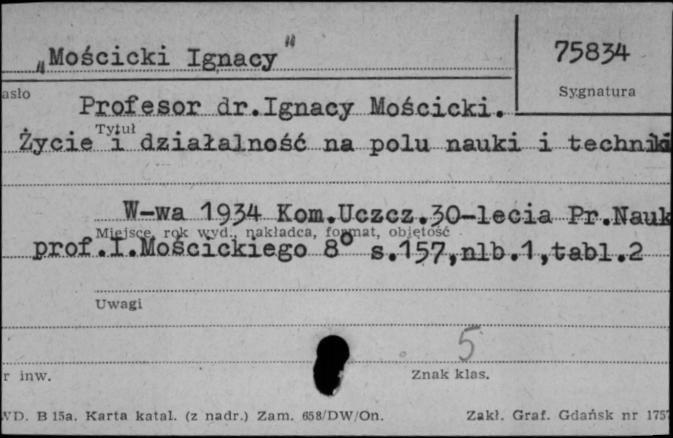 „Mościcki Ignacy"
75834
asło
Sygnatura
Profesor dr.Ignacy Mościcki.
Tytuł
Życie i działalność na polu nauki i techniki
W-wa 1934 Kom.Uczcz.30-lecia Pr.Nauk
Miejsce, rok wyd., nakładca, format, objętość
prof.I.Mościckiego 8° s.157,nlb.1,tabl.2
Uwagi
5
r inw.
Znak klas.
WD. B 15a. Karta katal. (z nadr.) Zam. 658/DW/On.
Zakł. Graf. Gdańsk nr 1757